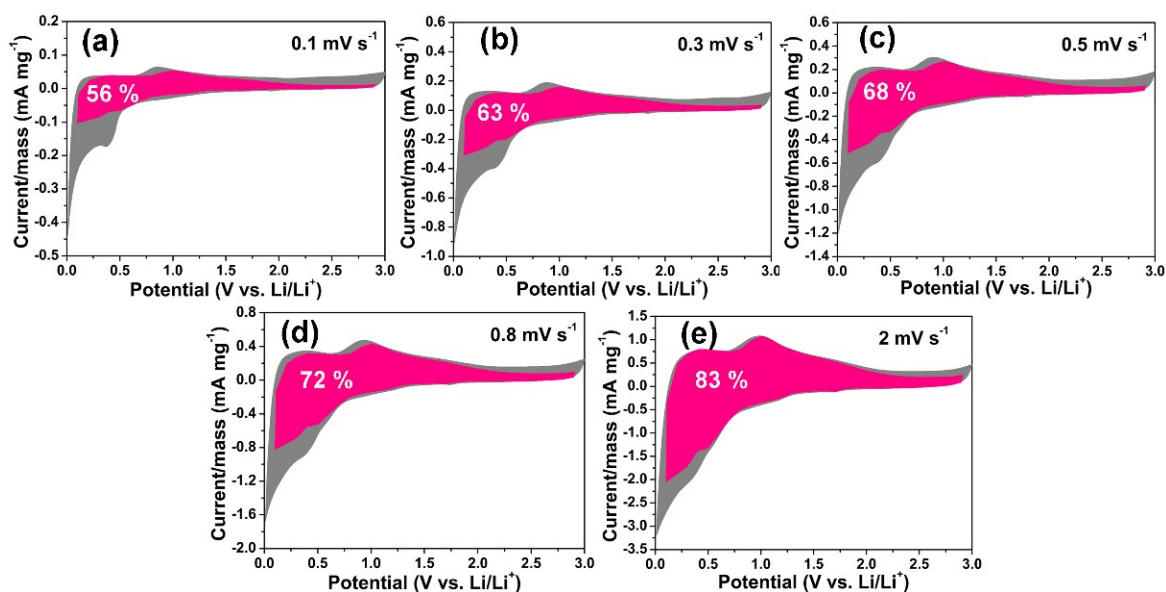 (a)
0.1 mV s⁻¹
56 %
Current/mass (mA mg⁻¹)
0.2
0.1
0.0
-0.1
-0.2
-0.3
-0.4
-0.5
0.0 0.5 1.0 1.5 2.0 2.5 3.0
Potential (V vs. Li/Li⁺)
(b)
0.3 mV s⁻¹
63 %
Current/mass (mA mg⁻¹)
0.6
0.4
0.2
0.0
-0.2
-0.4
-0.6
-0.8
-1.0
0.0 0.5 1.0 1.5 2.0 2.5 3.0
Potential (V vs. Li/Li⁺)
(c)
0.5 mV s⁻¹
68 %
Current/mass (mA mg⁻¹)
0.6
0.4
0.2
0.0
-0.2
-0.4
-0.6
-0.8
-1.0
-1.2
-1.4
0.0 0.5 1.0 1.5 2.0 2.5 3.0
Potential (V vs. Li/Li⁺)
(d)
0.8 mV s⁻¹
72 %
Current/mass (mA mg⁻¹)
0.8
0.4
0.0
-0.4
-0.8
-1.2
-1.6
-2.0
0.0 0.5 1.0 1.5 2.0 2.5 3.0
Potential (V vs. Li/Li⁺)
(e)
2 mV s⁻¹
83 %
Current/mass (mA mg⁻¹)
1.5
1.0
0.5
0.0
-0.5
-1.0
-1.5
-2.0
-2.5
-3.0
-3.5
0.0 0.5 1.0 1.5 2.0 2.5 3.0
Potential (V vs. Li/Li⁺)